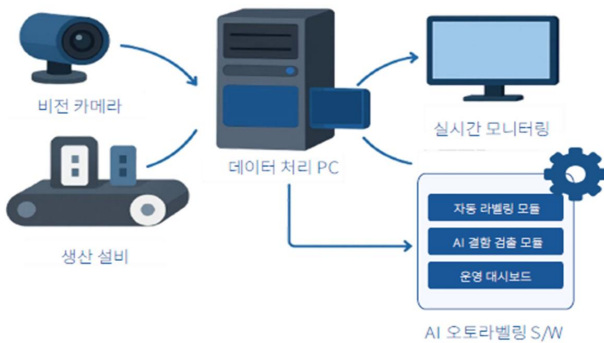 비전 카메라
생산 설비
데이터 처리 PC
실시간 모니터링
자동 라벨링 모듈
AI 결함 검출 모듈
운영 대시보드
AI 오토라벨링 S/W